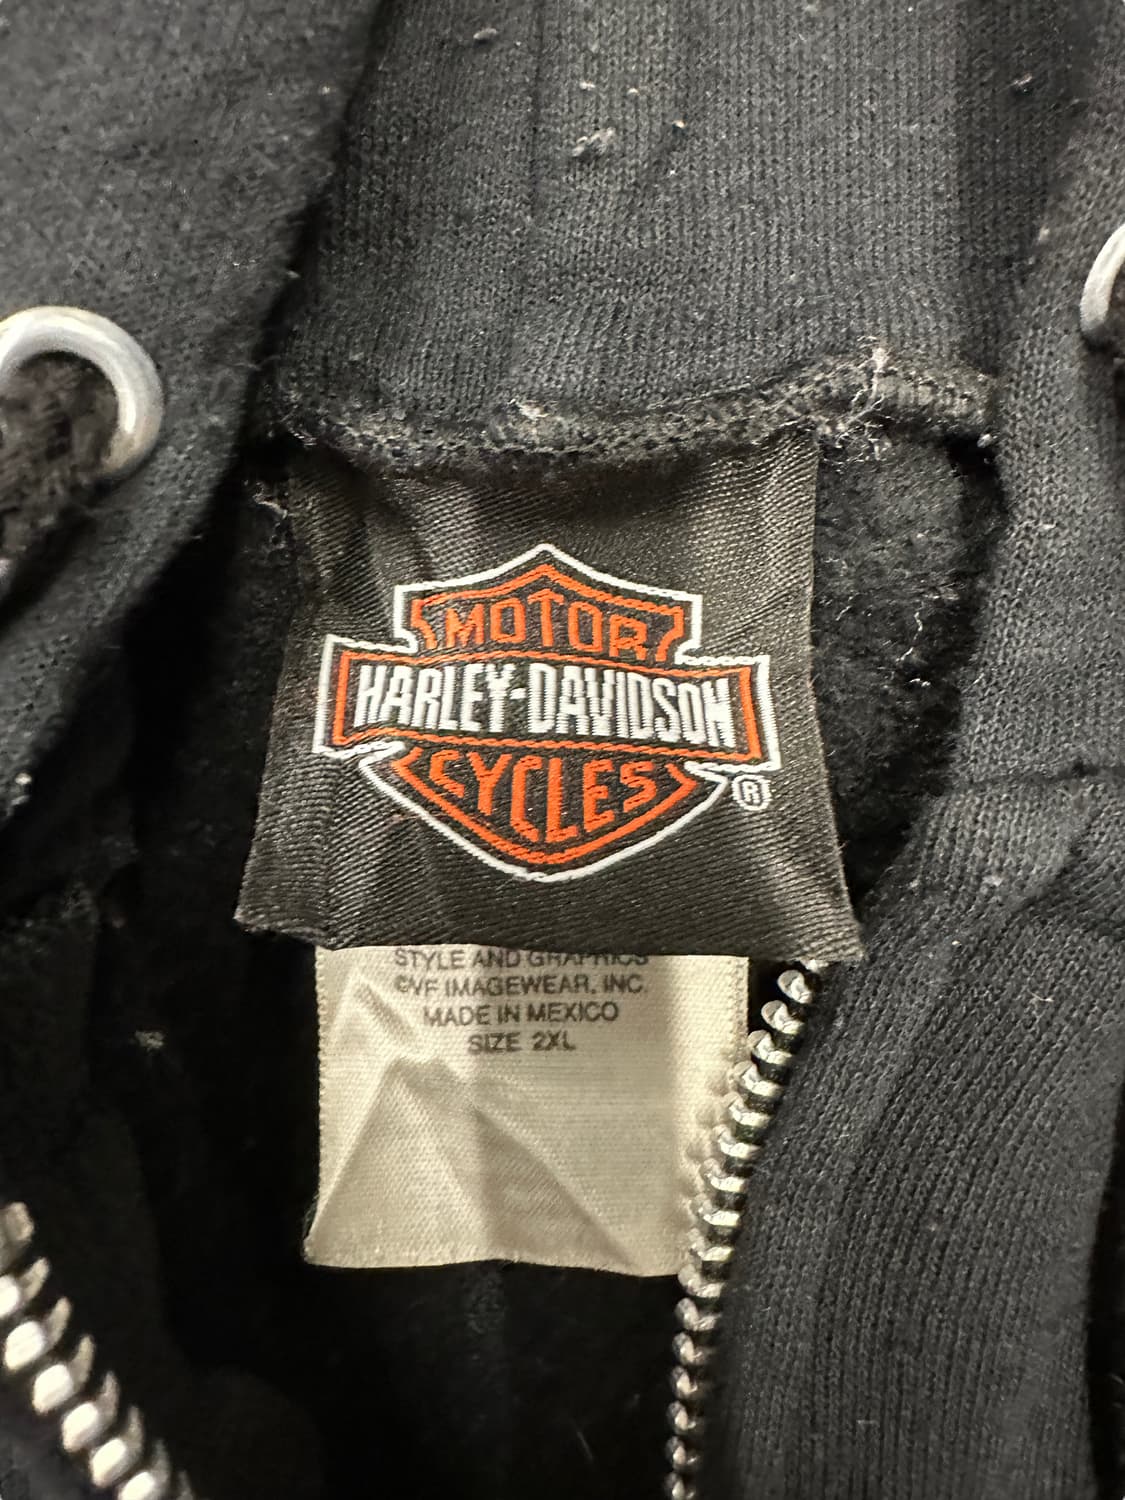 MOTOR
HARLEY-DAVIDSON
CYCLES
®
STYLE AND GRAPHICS
©VF IMAGEWEAR, INC.
MADE IN MEXICO
SIZE 2XL